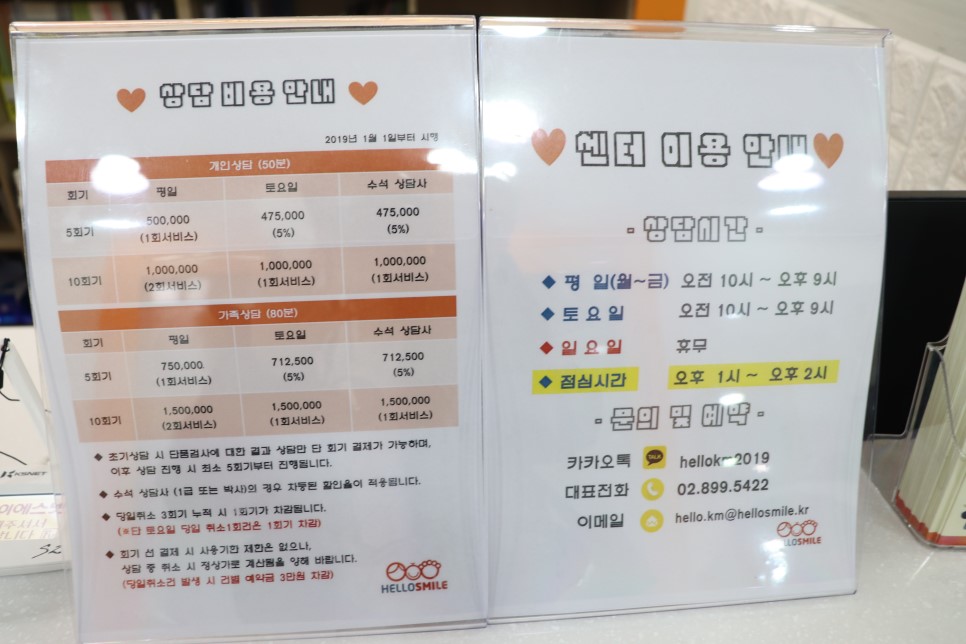 상담 비용 안내
2019년 1월 1일부터 시행
개인상담 (50분)
회기 평일 토요일 수석 상담사
5회기 500,000 (1회서비스) 475,000 (5%) 475,000 (5%)
10회기 1,000,000 (2회서비스) 1,000,000 (1회서비스) 1,000,000 (1회서비스)
가족상담 (80분)
회기 평일 토요일 수석 상담사
5회기 750,000 (1회서비스) 712,500 (5%) 712,500 (5%)
10회기 1,500,000 (2회서비스) 1,500,000 (1회서비스) 1,500,000 (1회서비스)
◆ 초기상담 시 단품검사에 대한 결과 상담만 단 회기 결제가 가능하며,
이후 상담 진행 시 최소 5회기부터 진행됩니다.
◆ 수석 상담사 (1급 또는 박사)의 경우 차등된 할인율이 적용됩니다.
◆ 당일취소 3회기 누적 시 1회기가 차감됩니다.
(※단 토요일 당일 취소1회건은 1회기 차감)
◆ 회기 선 결제 시 사용기한 제한은 없으나,
상담 중 취소 시 정상가로 계산됨을 양해 바랍니다.
(당일취소건 발생 시 건별 예약금 3만원 차감)
HELLOSMILE
센터 이용 안내
- 상담시간 -
◆ 평 일(월~금) 오전 10시 ~ 오후 9시
◆ 토요일 오전 10시 ~ 오후 9시
◆ 일요일 휴무
◆ 점심시간 오후 1시 ~ 오후 2시
- 문의 및 예약 -
카카오톡 TALK hellokm2019
대표전화 02.899.5422
이메일 hello.km@hellosmile.kr
HELLOSMILE
KSNET